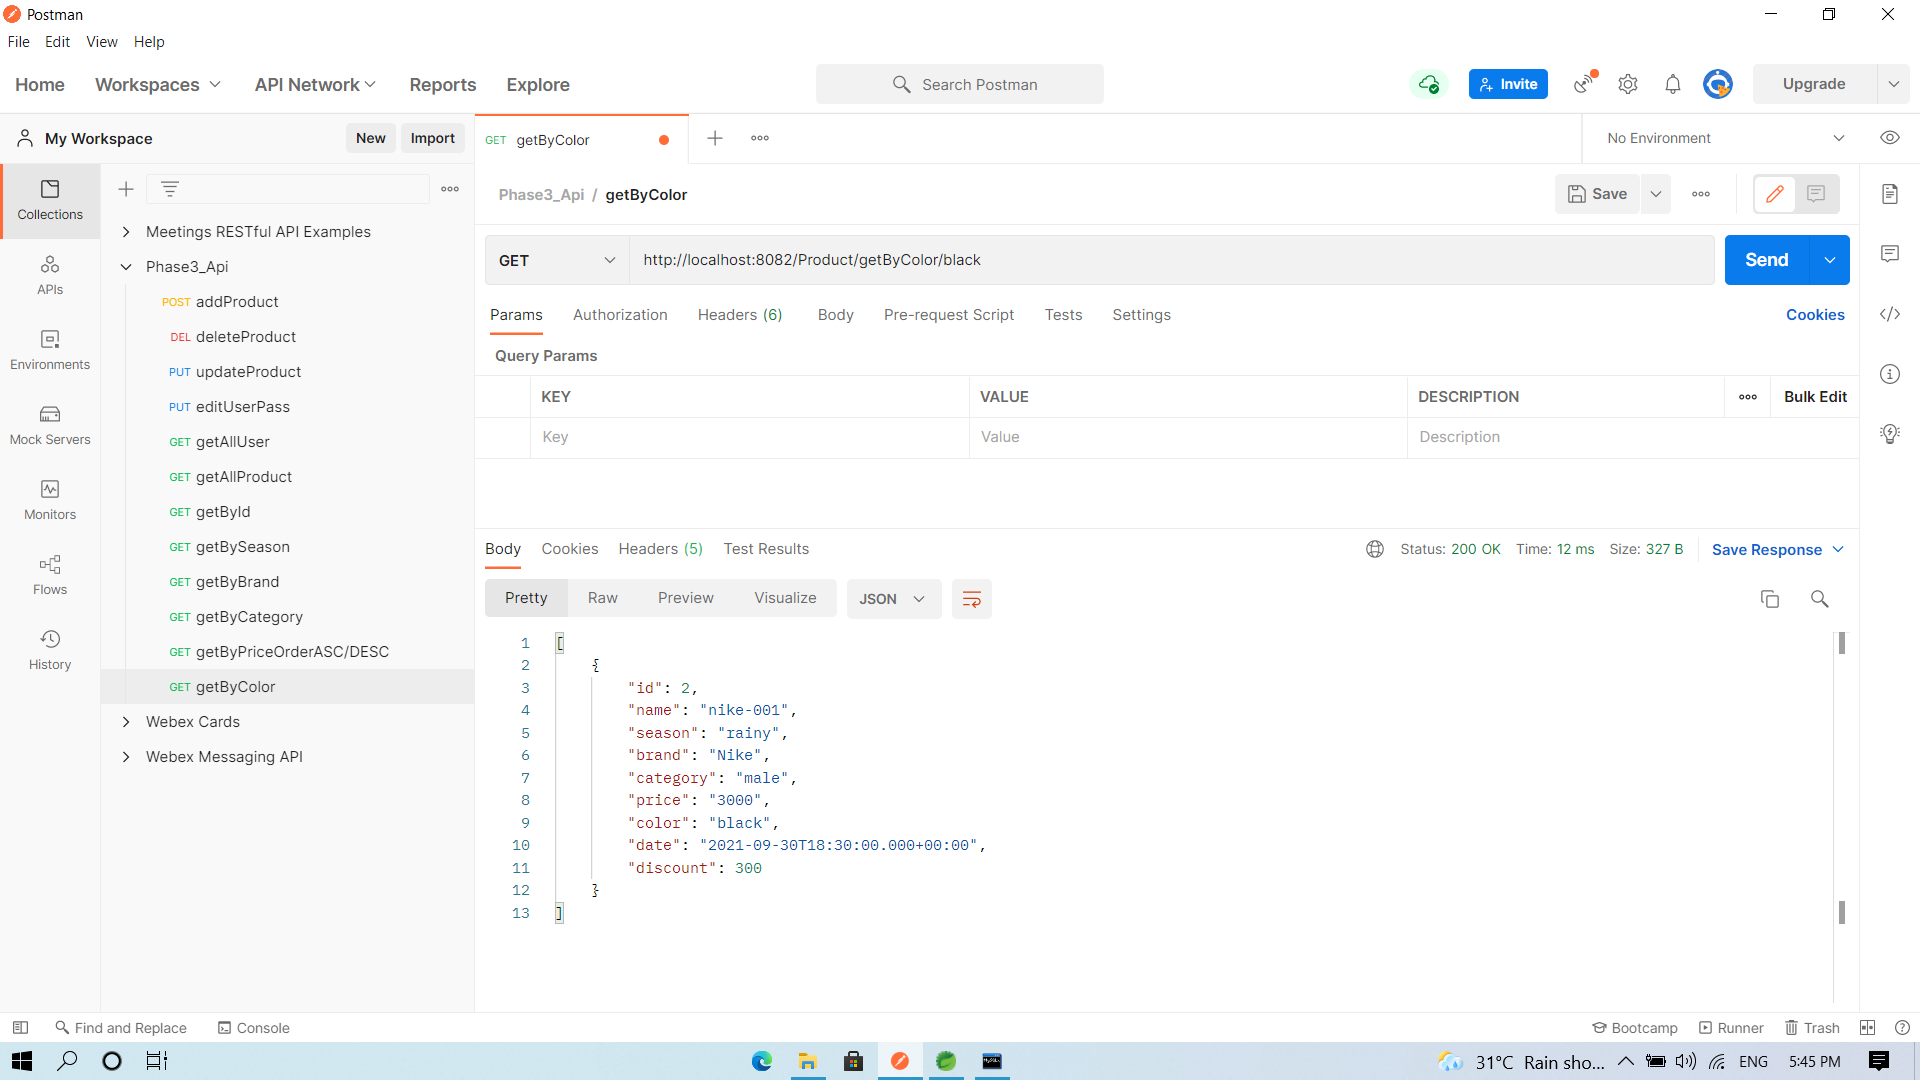 Postman
File Edit View Help
Home Workspaces API Network Reports Explore
Search Postman
Invite
Upgrade
My Workspace
New Import
GET getByColor
No Environment
Collections
APIs
Environments
Mock Servers
Monitors
Flows
History
Meetings RESTful API Examples
Phase3_Api
POST addProduct
DEL deleteProduct
PUT updateProduct
PUT editUserPass
GET getAllUser
GET getAllProduct
GET getById
GET getBySeason
GET getByBrand
GET getByCategory
GET getByPriceOrderASC/DESC
GET getByColor
Webex Cards
Webex Messaging API
Phase3_Api / getByColor
Save
GET http://localhost:8082/Product/getByColor/black
Send
Params Authorization Headers (6) Body Pre-request Script Tests Settings
Cookies
Query Params
KEY VALUE DESCRIPTION Bulk Edit
Key Value Description
Body Cookies Headers (5) Test Results
Status: 200 OK Time: 12 ms Size: 327 B Save Response
Pretty Raw Preview Visualize JSON
1 [
2 {
3 "id": 2,
4 "name": "nike-001",
5 "season": "rainy",
6 "brand": "Nike",
7 "category": "male",
8 "price": "3000",
9 "color": "black",
10 "date": "2021-09-30T18:30:00.000+00:00",
11 "discount": 300
12 }
13 ]
Find and Replace Console
Bootcamp Runner Trash
31°C Rain sho... ENG 5:45 PM